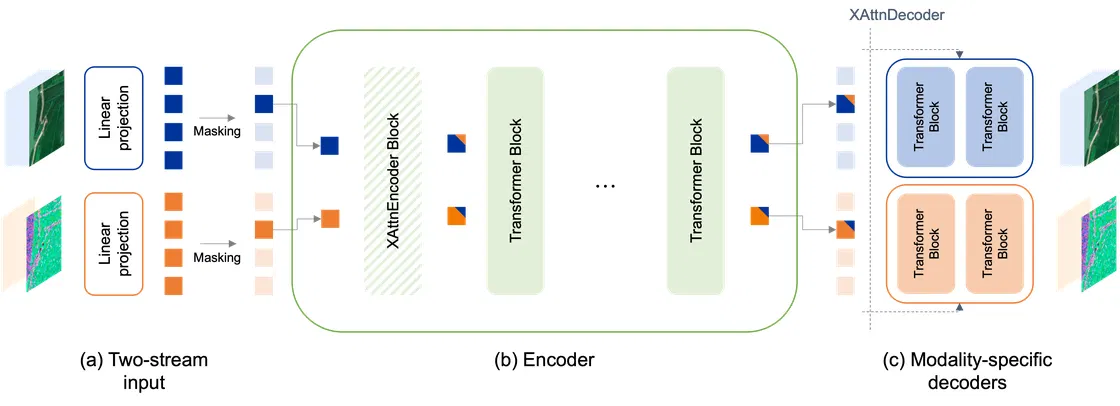 XAttnDecoder
Linear
projection
Masking
Linear
projection
Masking
XAttnEncoder Block
Transformer Block
...
Transformer Block
Transformer
Block
Transformer
Block
Transformer
Block
Transformer
Block
(a) Two-stream
input
(b) Encoder
(c) Modality-specific
decoders